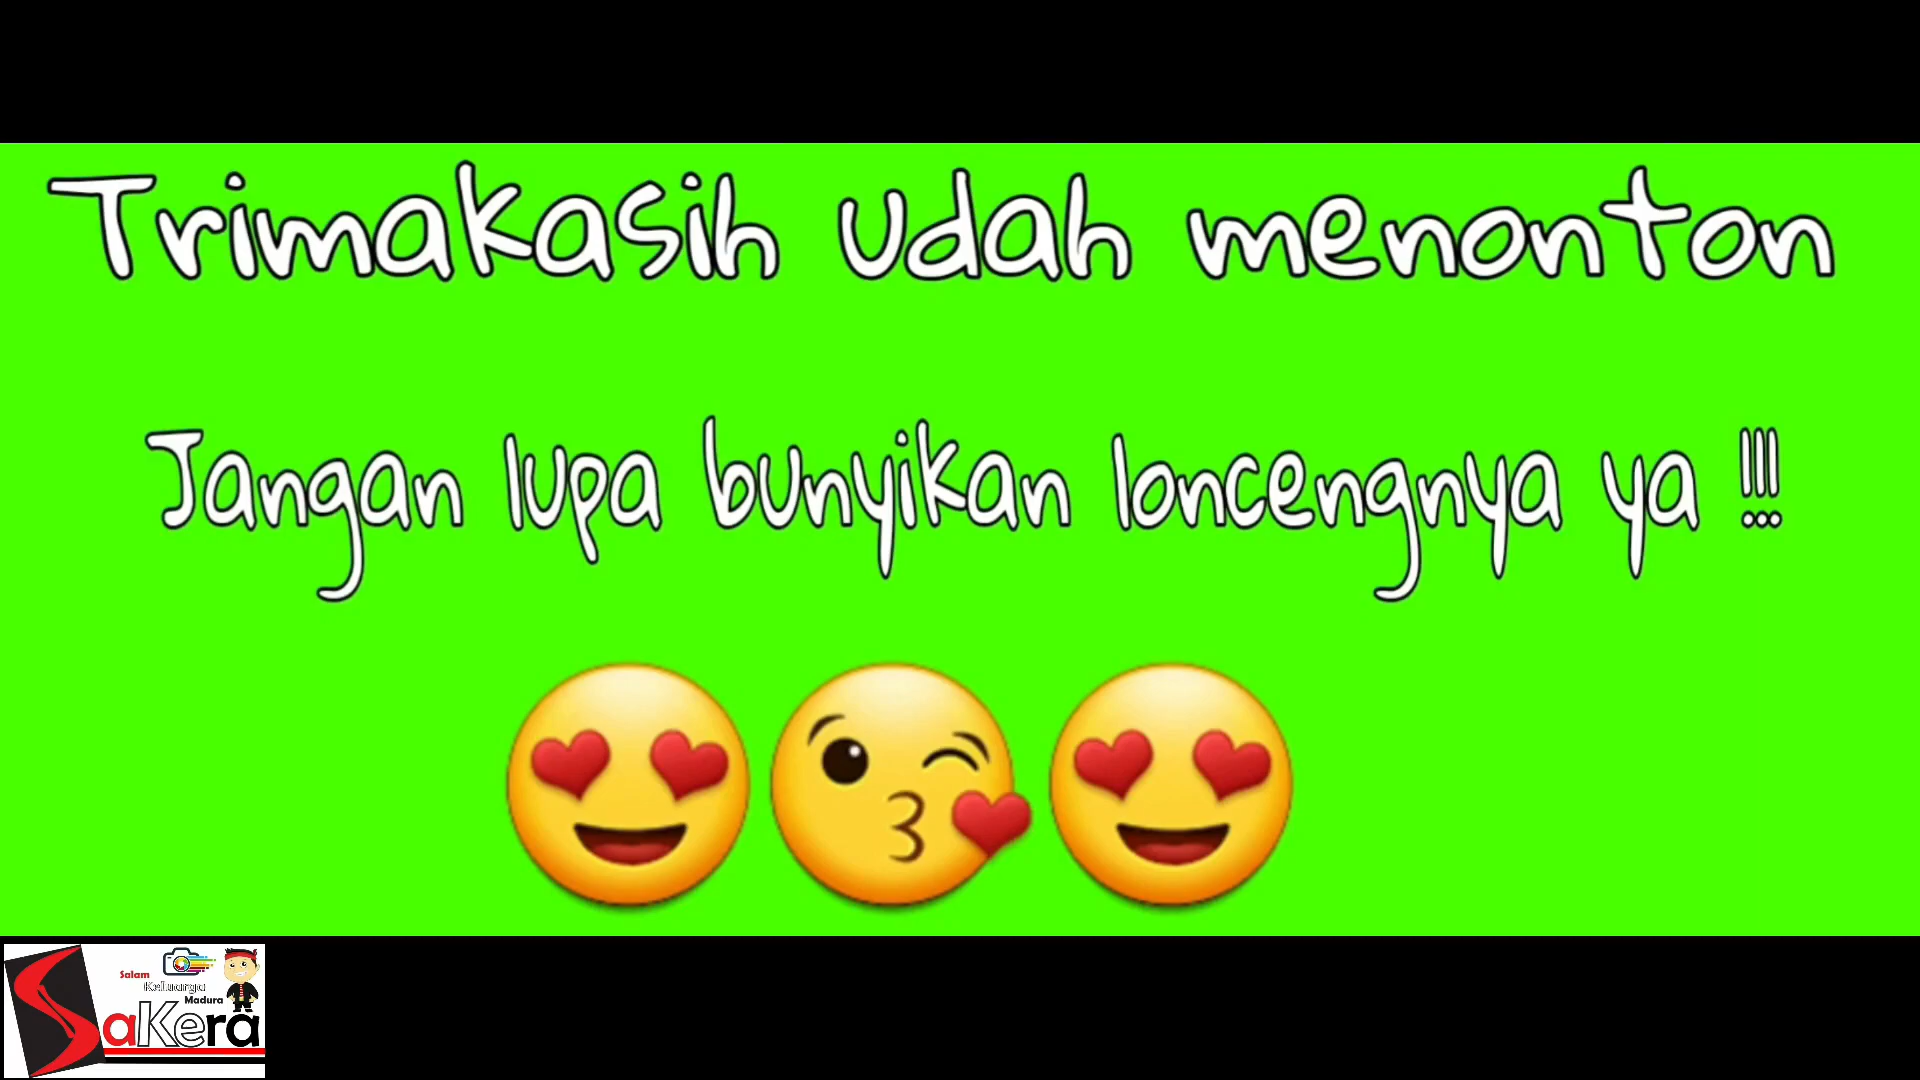 Trimakasih udah menonton
Jangan lupa bunyikan loncengnya ya !!!
Salam
Keluarga
Madura
Sakera